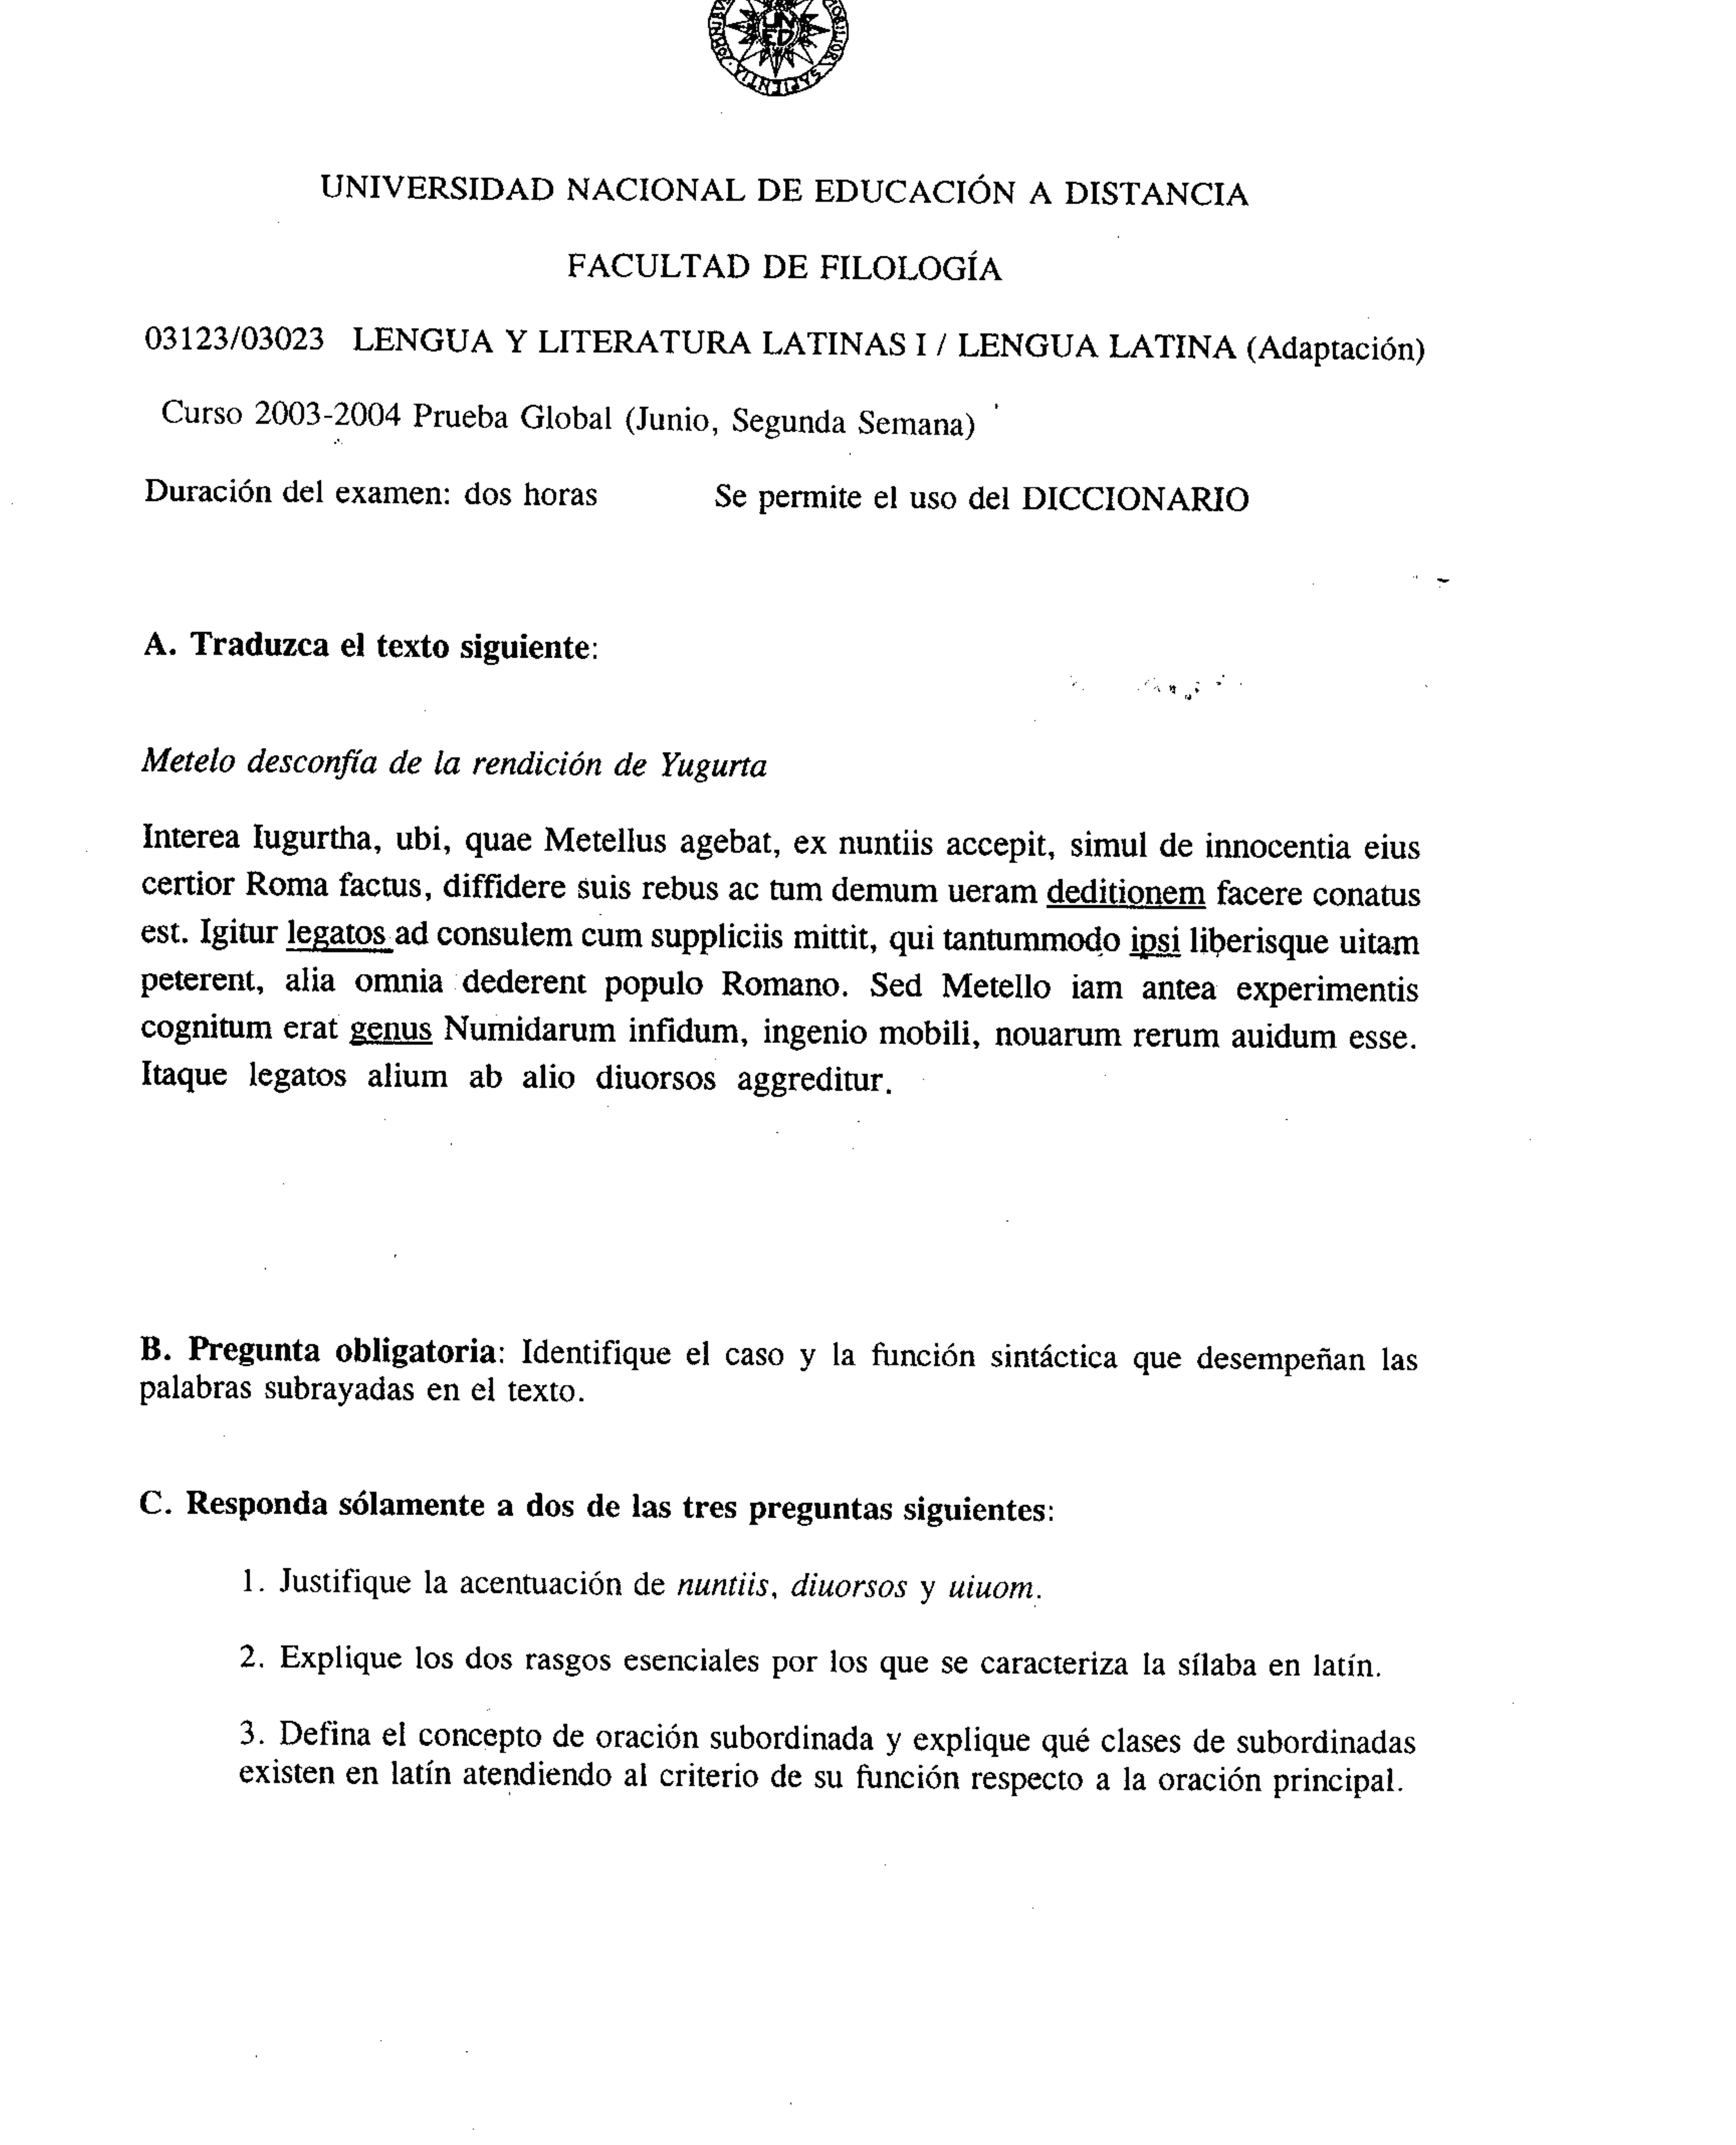 UN
ED
SAPIENTIA
UNIVERSIDAD NACIONAL DE EDUCACIÓN A DISTANCIA
FACULTAD DE FILOLOGÍA
03123/03023 LENGUA Y LITERATURA LATINAS I / LENGUA LATINA (Adaptación)
Curso 2003-2004 Prueba Global (Junio, Segunda Semana)
Duración del examen: dos horas Se permite el uso del DICCIONARIO
A. Traduzca el texto siguiente:
Metelo desconfía de la rendición de Yugurta
Interea Iugurtha, ubi, quae Metellus agebat, ex nuntiis accepit, simul de innocentia eius
certior Roma factus, diffidere suis rebus ac tum demum ueram deditionem facere conatus
est. Igitur legatos ad consulem cum suppliciis mittit, qui tantummodo ipsi liberisque uitam
peterent, alia omnia dederent populo Romano. Sed Metello iam antea experimentis
cognitum erat genus Numidarum infidum, ingenio mobili, nouarum rerum auidum esse.
Itaque legatos alium ab alio diuorsos aggreditur.
B. Pregunta obligatoria: Identifique el caso y la función sintáctica que desempeñan las
palabras subrayadas en el texto.
C. Responda sólamente a dos de las tres preguntas siguientes:
1. Justifique la acentuación de nuntiis, diuorsos y uiuom.
2. Explique los dos rasgos esenciales por los que se caracteriza la sílaba en latín.
3. Defina el concepto de oración subordinada y explique qué clases de subordinadas
existen en latín atendiendo al criterio de su función respecto a la oración principal.